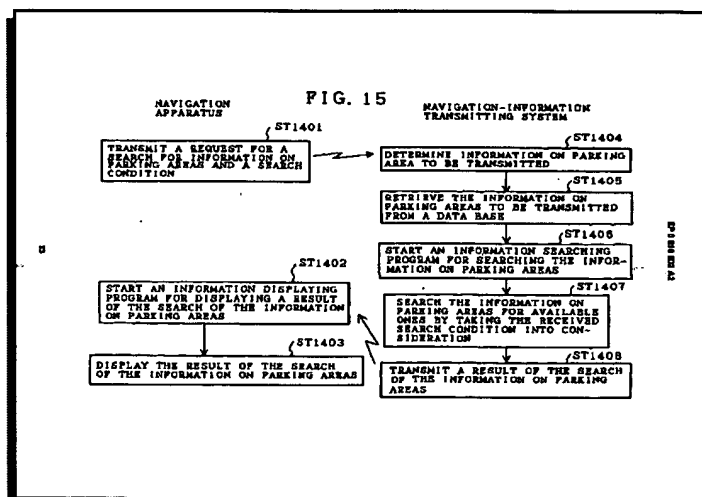 FIG. 15
NAVIGATION
APPARATUS
NAVIGATION-INFORMATION
TRANSMITTING SYSTEM
ST1401
TRANSMIT A REQUEST FOR A
SEARCH FOR INFORMATION ON
PARKING AREAS AND A SEARCH
CONDITION
ST1404
DETERMINE INFORMATION ON PARKING
AREA TO BE TRANSMITTED
ST1405
RETRIEVE THE INFORMATION ON
PARKING AREAS TO BE TRANSMITTED
FROM A DATA BASE
ST1406
START AN INFORMATION SEARCHING
PROGRAM FOR SEARCHING THE INFOR-
MATION ON PARKING AREAS
ST1407
SEARCH THE INFORMATION ON
PARKING AREAS FOR AVAILABLE
ONES BY TAKING THE RECEIVED
SEARCH CONDITION INTO CON-
SIDERATION
ST1408
TRANSMIT A RESULT OF THE SEARCH
OF THE INFORMATION ON PARKING
AREAS
ST1402
START AN INFORMATION DISPLAYING
PROGRAM FOR DISPLAYING A RESULT
OF THE SEARCH OF THE INFORMATION
ON PARKING AREAS
ST1403
DISPLAY THE RESULT OF THE SEARCH
OF THE INFORMATION ON PARKING AREAS